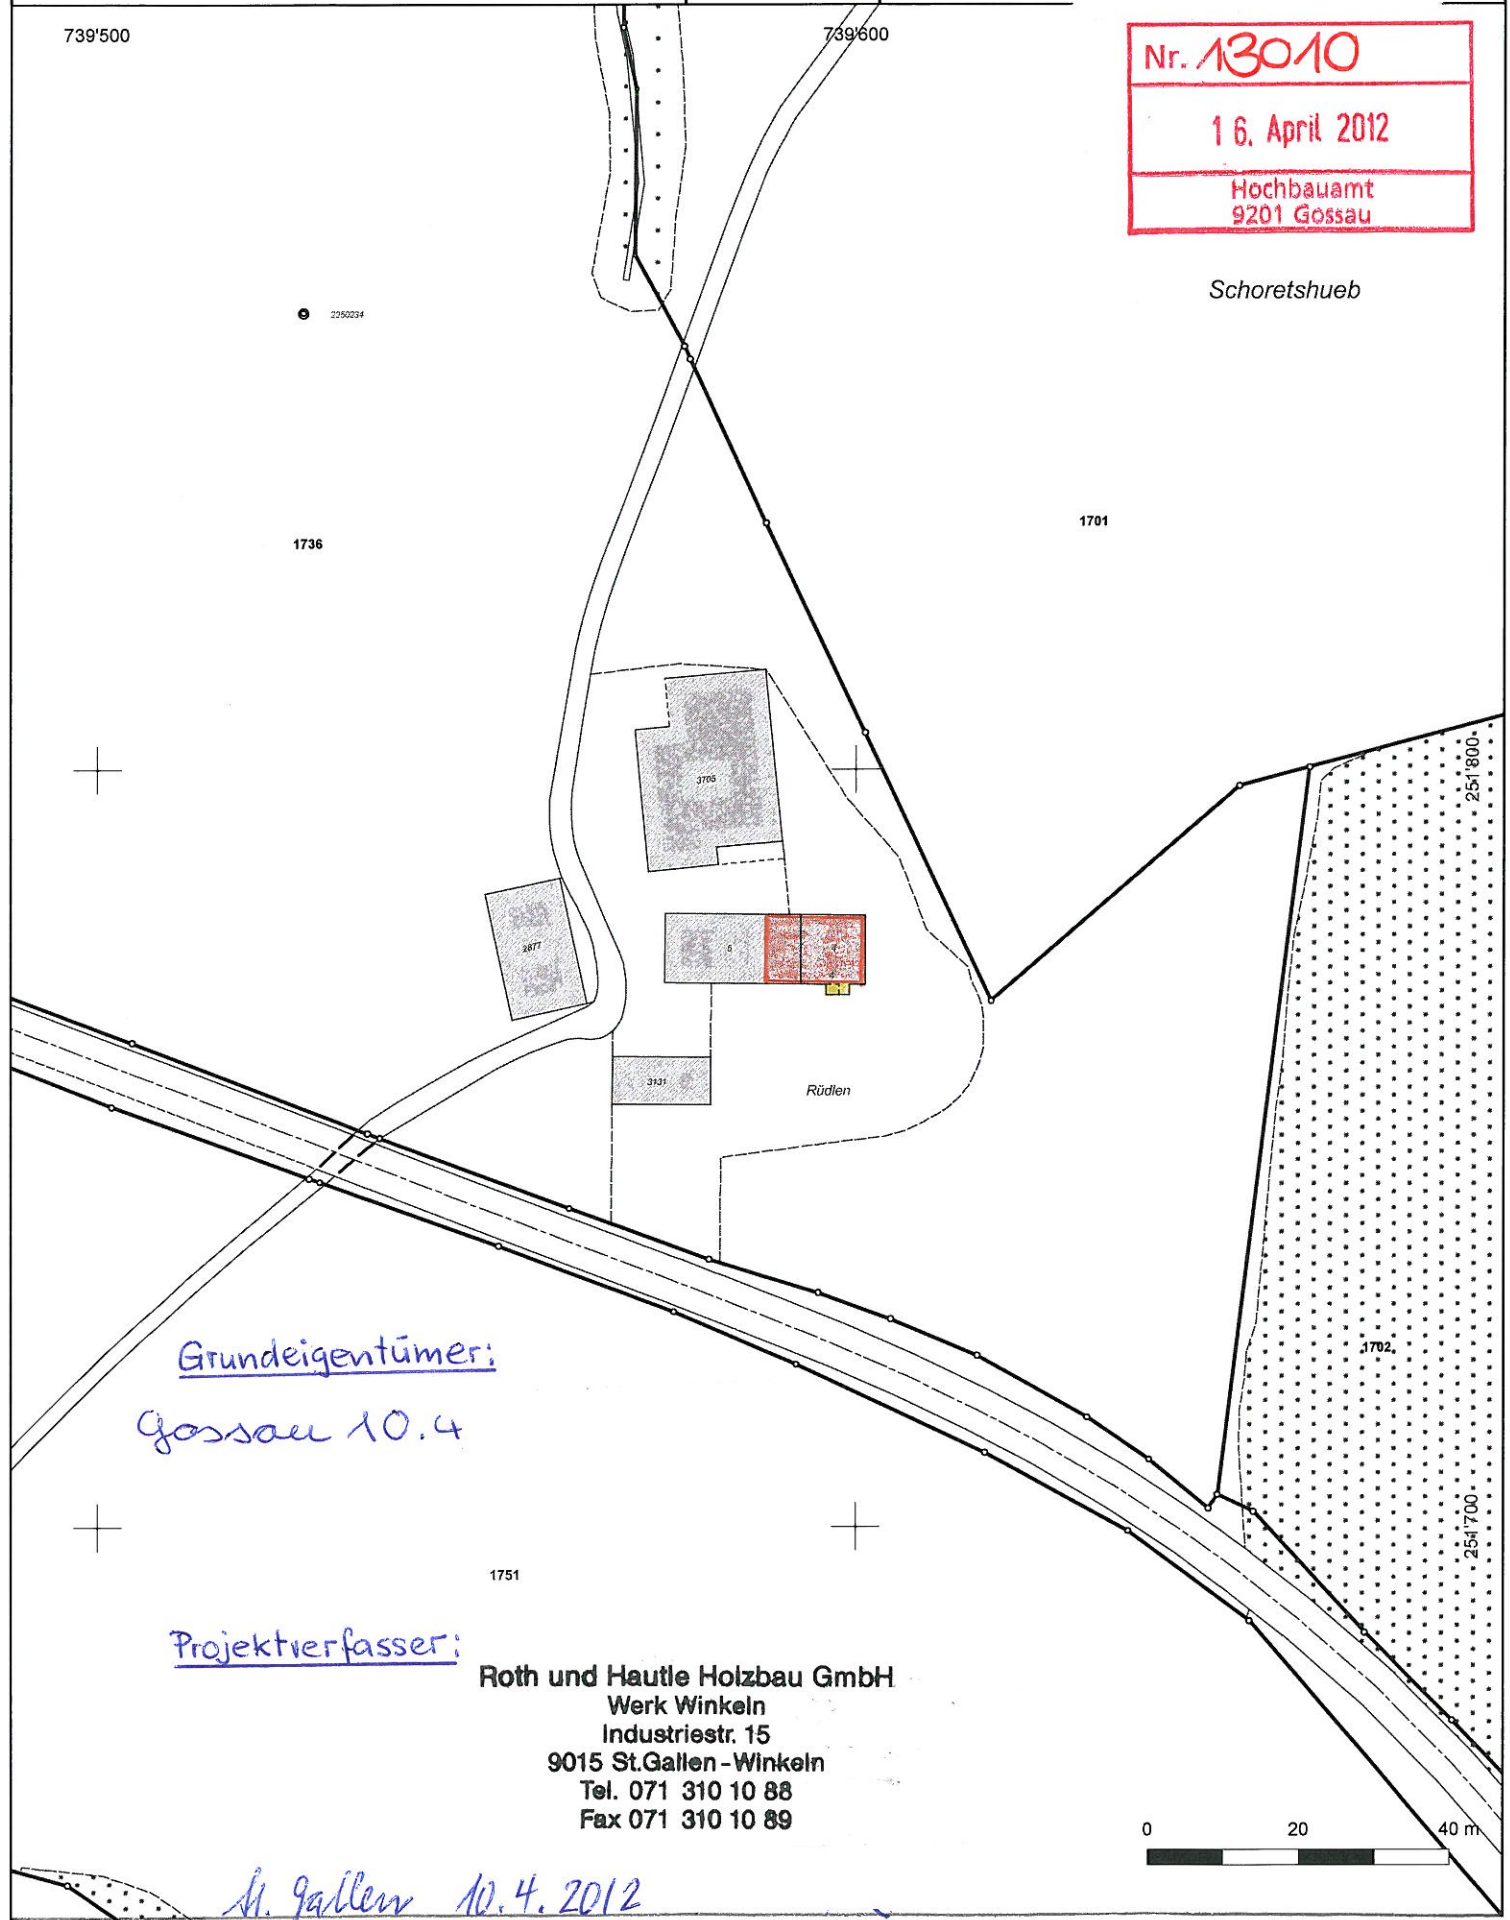 739'500
739'600
Nr. 13010
16. April 2012
Hochbauamt
9201 Gossau
Schoretshueb
2250234
1736
1701
251'800
3705
2877
5
3131
Rüdlen
1702
Grundeigentümer:
Gossau 10.4
251'700
1751
Projektverfasser:
Roth und Hautle Holzbau GmbH
Werk Winkeln
Industriestr. 15
9015 St.Gallen-Winkeln
Tel. 071 310 10 88
Fax 071 310 10 89
0 20 40 m
St. Gallen 10.4.2012